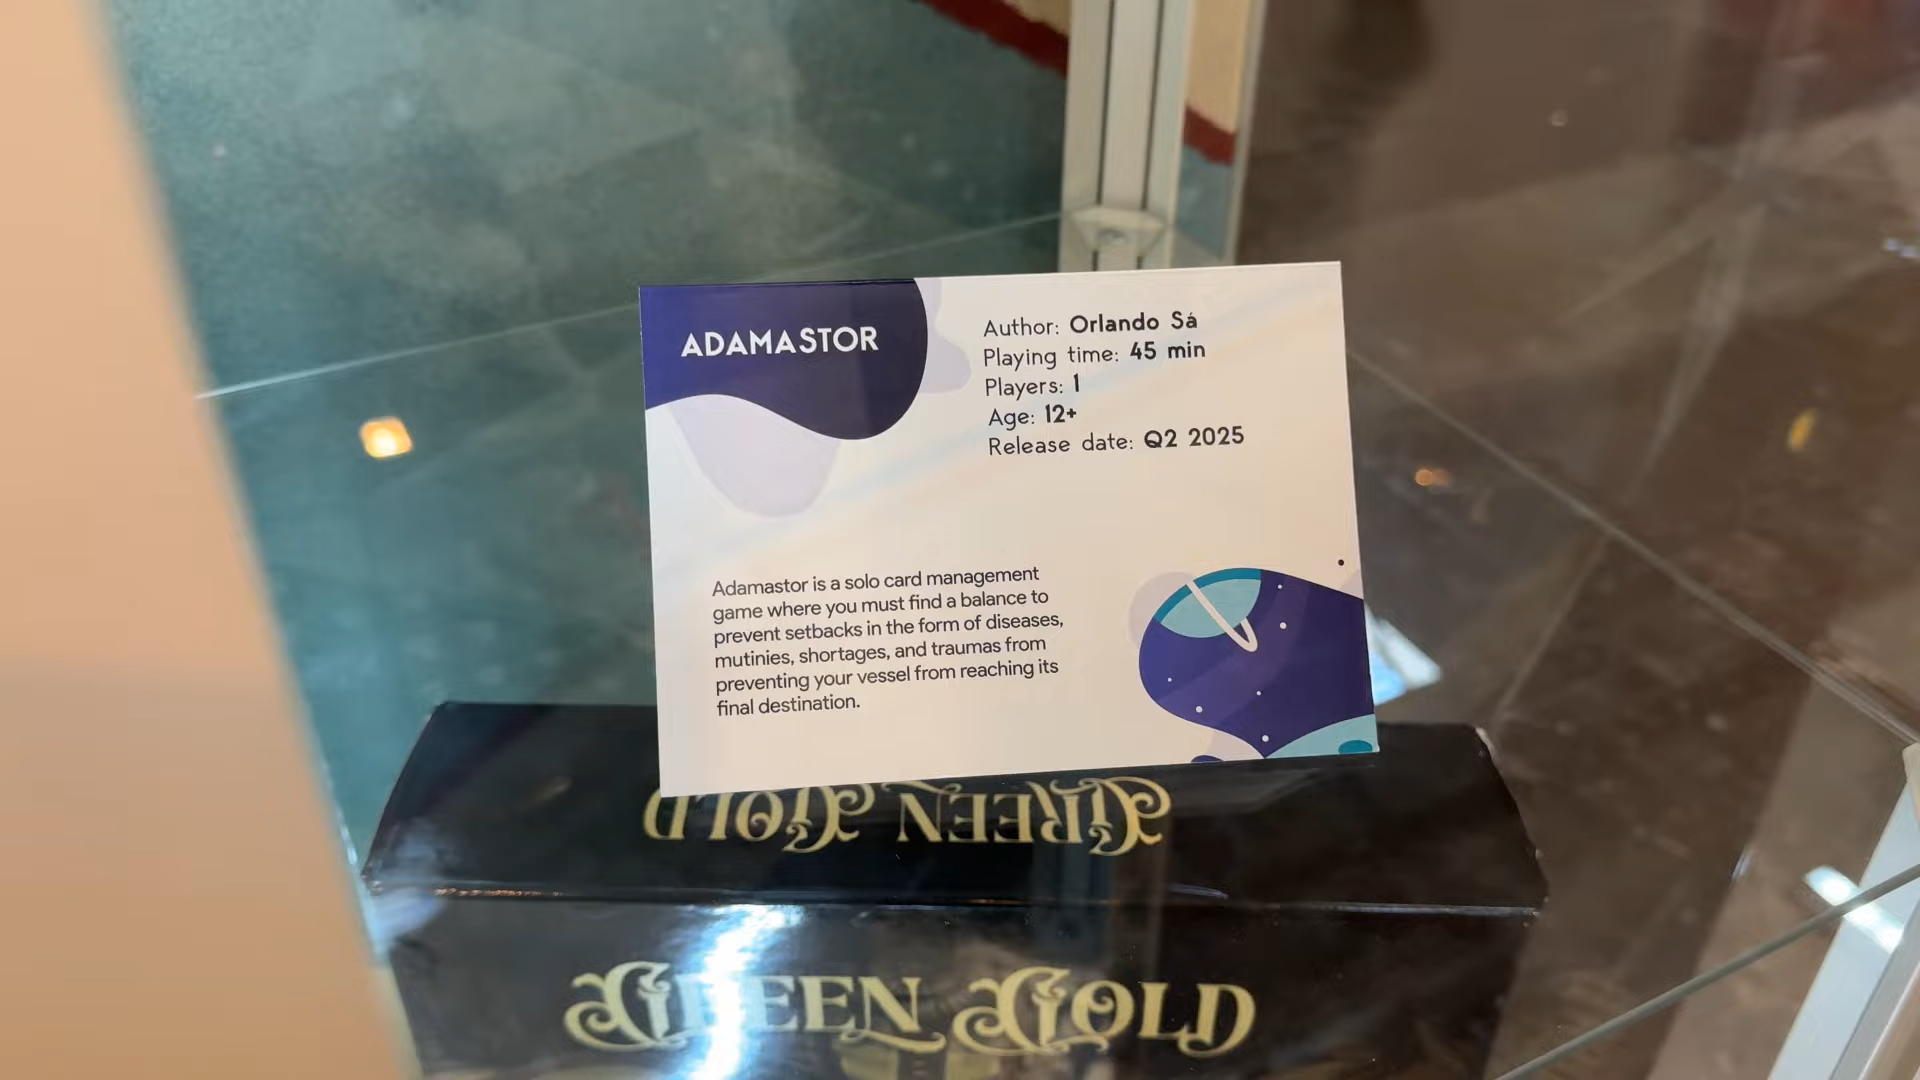 ADAMASTOR
Author: Orlando Sá
Playing time: 45 min
Players: 1
Age: 12+
Release date: Q2 2025
Adamastor is a solo card management
game where you must find a balance to
prevent setbacks in the form of diseases,
mutinies, shortages, and traumas from
preventing your vessel from reaching its
final destination.
GREEN GOLD
GREEN GOLD